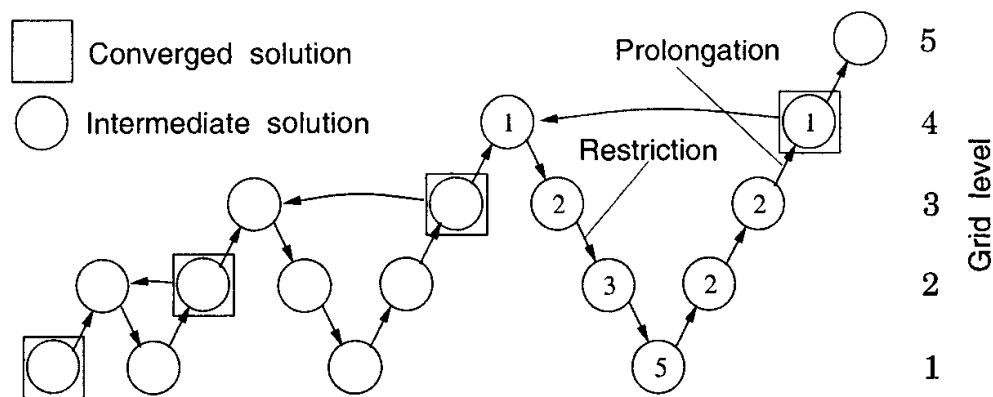 Converged solution
Intermediate solution
Prolongation
Restriction
5
4
3
2
1
Grid level
1
1
2
2
3
2
5